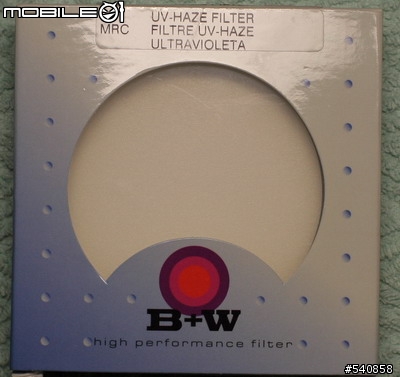 mobile01
UV-HAZE FILTER
MRC FILTRE UV-HAZE
ULTRAVIOLETA
B+W
high performance filter
#540858